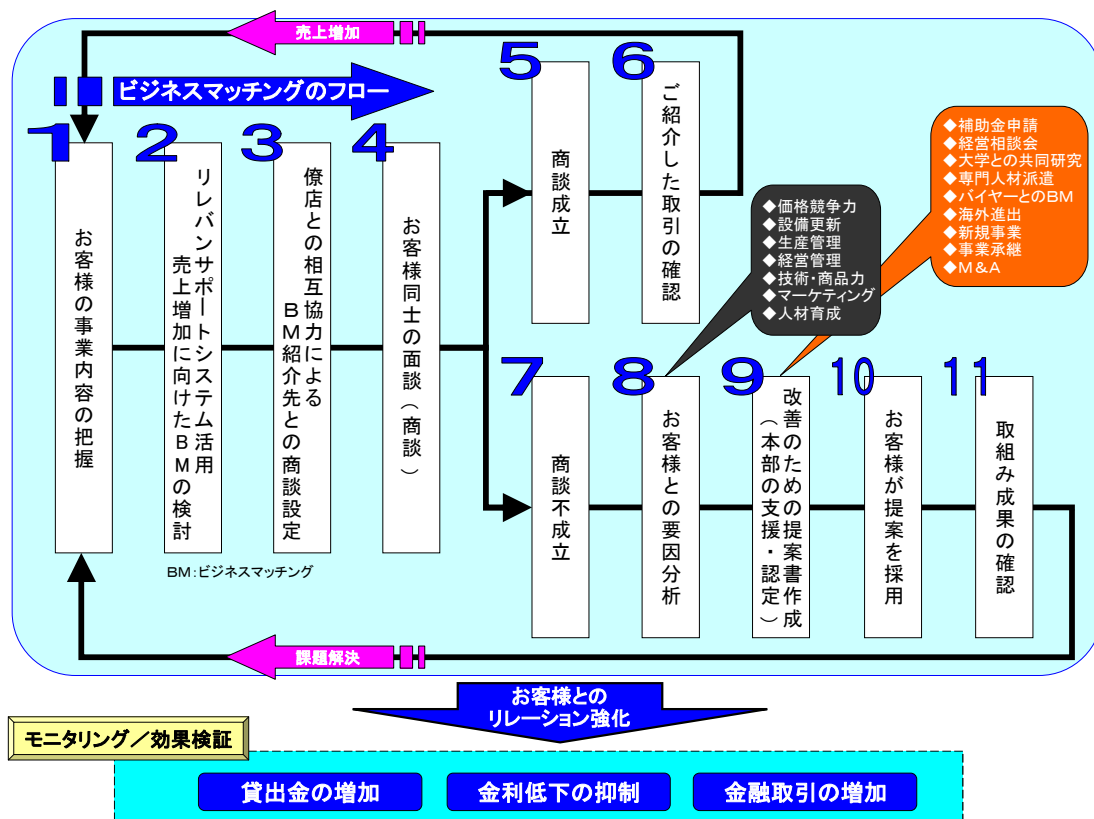 売上増加
ビジネスマッチングのフロー
1
お客様の事業内容の把握
2
リレバンサポートシステム活用
売上増加に向けたBMの検討
3
僚店との相互協力による
BM紹介先との商談設定
4
お客様同士の面談(商談)
5
商談成立
6
ご紹介した取引の確認
7
商談不成立
8
お客様との要因分析
◆価格競争力
◆設備更新
◆生産管理
◆経営管理
◆技術・商品力
◆マーケティング
◆人材育成
9
改善のための提案書作成
(本部の支援・認定)
◆補助金申請
◆経営相談会
◆大学との共同研究
◆専門人材派遣
◆バイヤーとのBM
◆海外進出
◆新規事業
◆事業承継
◆M&A
10
お客様が提案を採用
11
取組み成果の確認
BM:ビジネスマッチング
課題解決
お客様との
リレーション強化
モニタリング/効果検証
貸出金の増加
金利低下の抑制
金融取引の増加